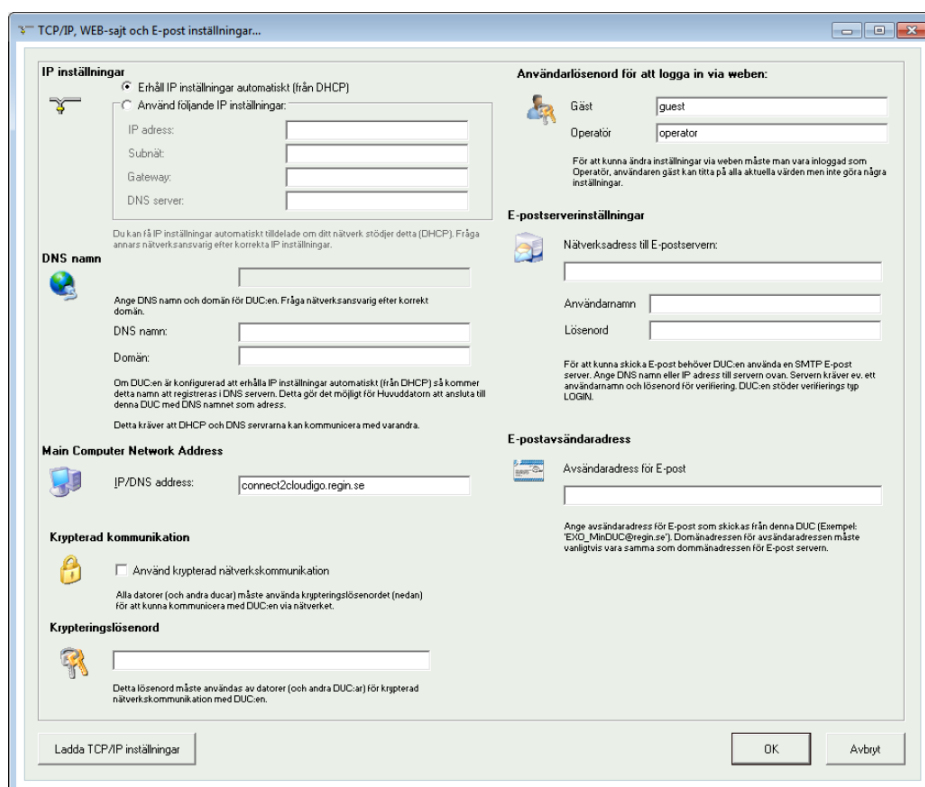 TCP/IP, WEB-sajt och E-post inställningar...
IP inställningar
Erhåll IP inställningar automatiskt (från DHCP)
Använd följande IP inställningar:
IP adress:
Subnät:
Gateway:
DNS server:
Du kan få IP inställningar automatiskt tilldelade om ditt nätverk stödjer detta (DHCP). Fråga
annars nätverksansvarig efter korrekta IP inställningar.
DNS namn
Ange DNS namn och domän för DUC:en. Fråga nätverksansvarig efter korrekt
domän.
DNS namn:
Domän:
Om DUC:en är konfigurerad att erhålla IP inställningar automatiskt (från DHCP) så kommer
detta namn att registreras i DNS servern. Detta gör det möjligt för Huvuddatorn att ansluta till
denna DUC med DNS namnet som adress.
Detta kräver att DHCP och DNS servrarna kan kommunicera med varandra.
Main Computer Network Address
IP/DNS address:
connect2cloudigo.regin.se
Krypterad kommunikation
Använd krypterad nätverkskommunikation
Alla datorer (och andra ducar) måste använda krypteringslösenordet (nedan)
för att kunna kommunicera med DUC:en via nätverket.
Krypteringslösenord
Detta lösenord måste användas av datorer (och andra DUC:ar) för krypterad
nätverkskommunikation med DUC:en.
Användarlösenord för att logga in via weben:
Gäst
guest
Operatör
operator
För att kunna ändra inställningar via weben måste man vara inloggad som
Operatör, användaren gäst kan titta på alla aktuella värden men inte göra några
inställningar.
E-postserverinställningar
Nätverksadress till E-postservern:
Användarnamn
Lösenord
För att kunna skicka E-post behöver DUC:en använda en SMTP E-post
server. Ange DNS namn eller IP adress till servern ovan. Servern kräver ev. ett
användarnamn och lösenord för verifiering. DUC:en stöder verifierings typ
LOGIN.
E-postavsändaradress
Avsändaradress för E-post
Ange avsändaradress för E-post som skickas från denna DUC (Exempel:
'EXO_MinDUC@regin.se'). Domänadressen för avsändaradressen måste
vanligtvis vara samma som dommänadressen för E-post servern.
Ladda TCP/IP inställningar
OK
Avbryt